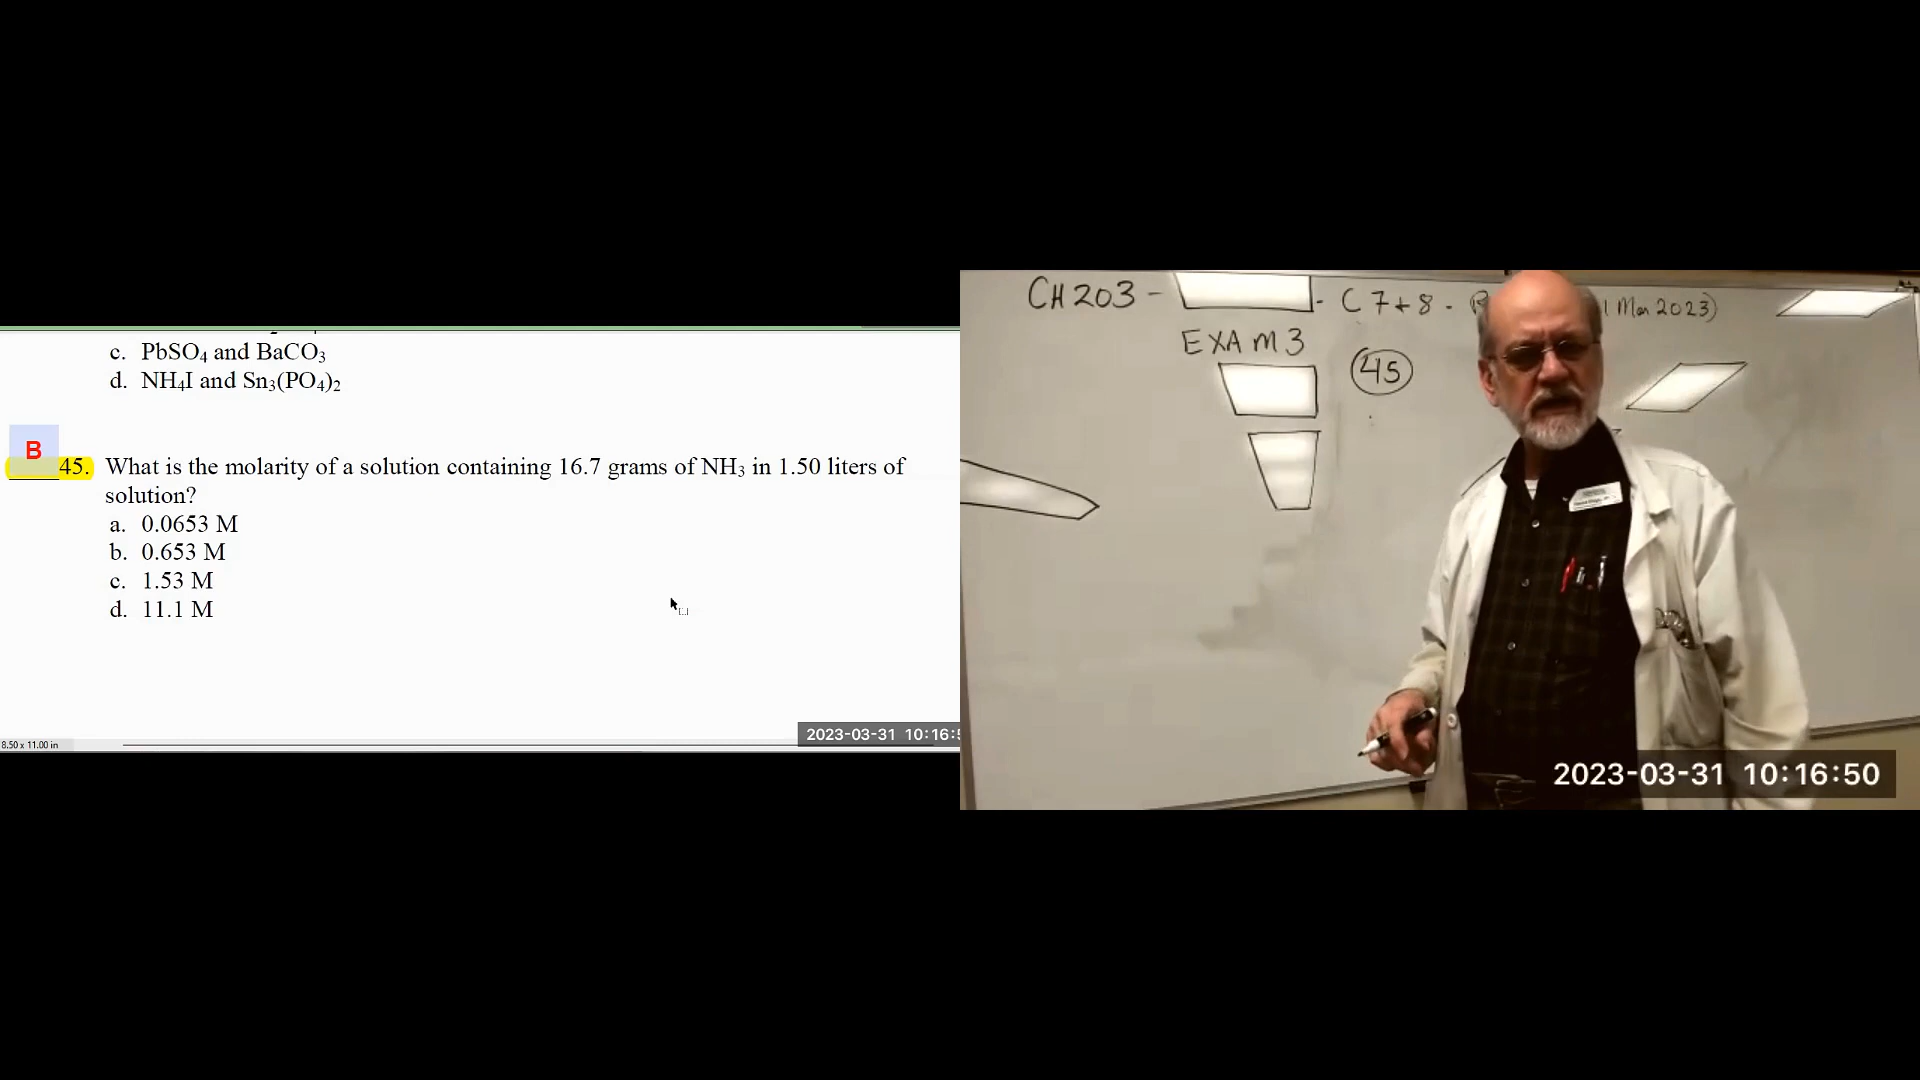 c. PbSO4 and BaCO3
d. NH4I and Sn3(PO4)2
B
45. What is the molarity of a solution containing 16.7 grams of NH3 in 1.50 liters of
solution?
a. 0.0653 M
b. 0.653 M
c. 1.53 M
d. 11.1 M
8.50 x 11.00 in
2023-03-31 10:16:5
CH203 - - C 7+8 - Mar 2023)
EXAM 3
45
2023-03-31 10:16:50